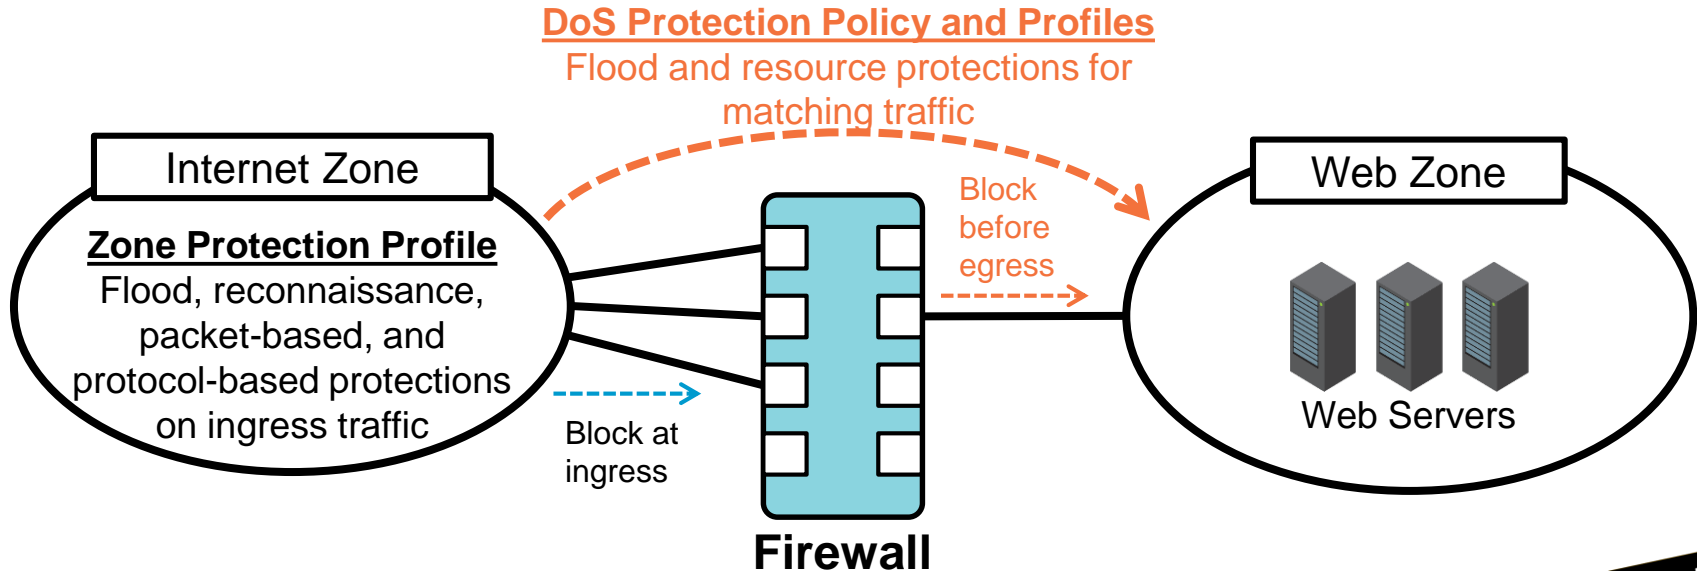 DoS Protection Policy and Profiles
Flood and resource protections for
matching traffic
Internet Zone
Zone Protection Profile
Flood, reconnaissance,
packet-based, and
protocol-based protections
on ingress traffic
Block at
ingress
Firewall
Block
before
egress
Web Zone
Web Servers